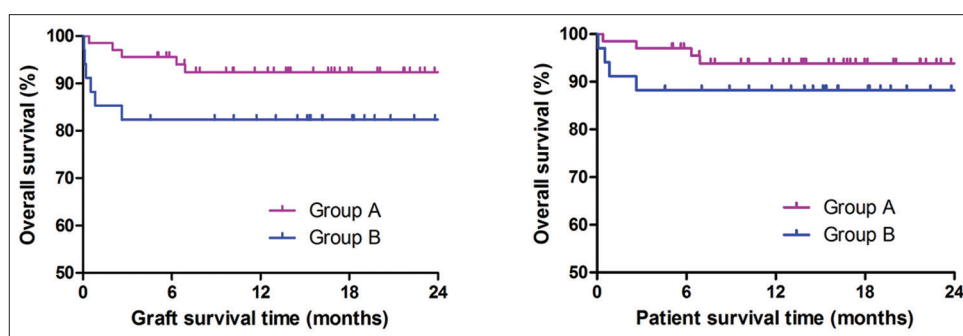 Overall survival (%)
100
90
80
70
60
50
0 6 12 18 24
Graft survival time (months)
Group A
Group B
Overall survival (%)
100
90
80
70
60
50
0 6 12 18 24
Patient survival time (months)
Group A
Group B